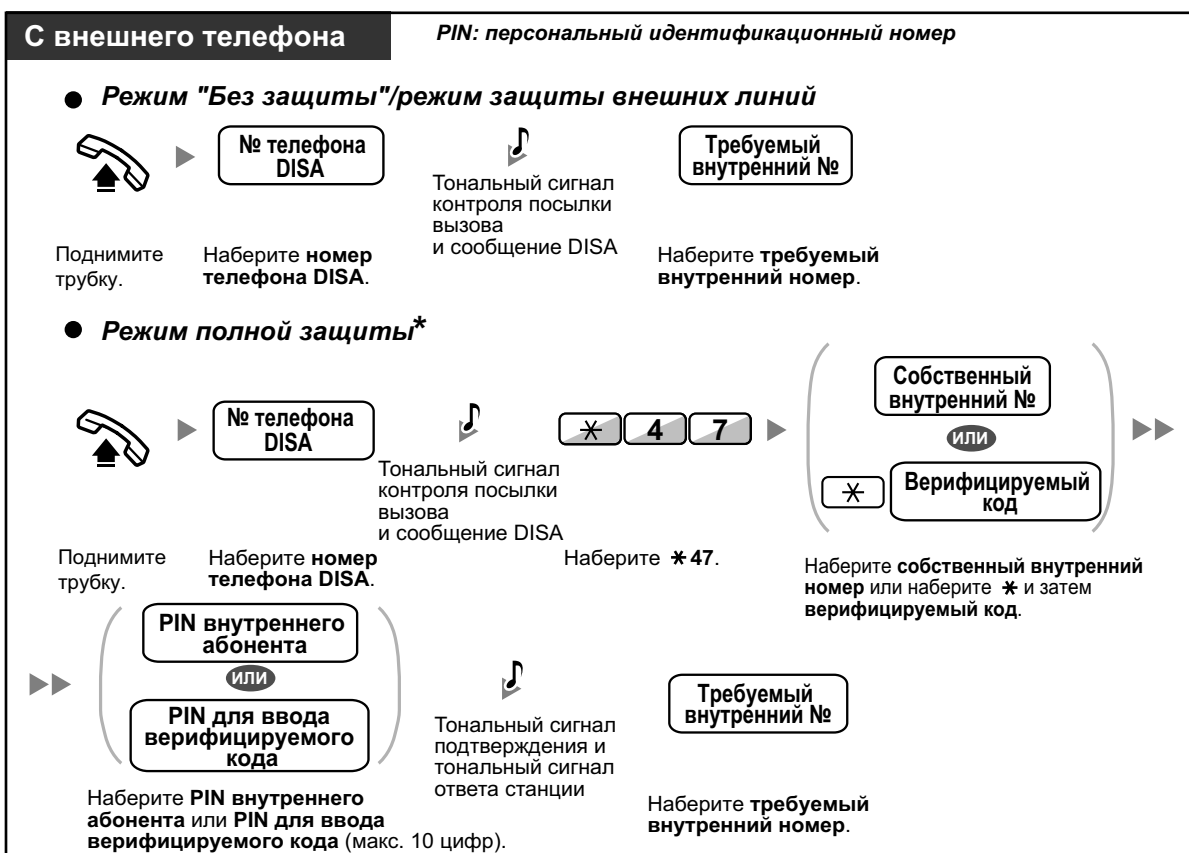 С внешнего телефона
PIN: персональный идентификационный номер
● Режим "Без защиты"/режим защиты внешних линий
№ телефона
DISA
Требуемый
внутренний №
Тональный сигнал
контроля посылки
вызова
и сообщение DISA
Поднимите
трубку.
Наберите номер
телефона DISA.
Наберите требуемый
внутренний номер.
● Режим полной защиты*
№ телефона
DISA
* 4 7
Собственный
внутренний №
или
* Верифицируемый
код
Тональный сигнал
контроля посылки
вызова
и сообщение DISA
Поднимите
трубку.
Наберите номер
телефона DISA.
Наберите *47.
Наберите собственный внутренний
номер или наберите * и затем
верифицируемый код.
PIN внутреннего
абонента
или
PIN для ввода
верифицируемого
кода
Тональный сигнал
подтверждения и
тональный сигнал
ответа станции
Требуемый
внутренний №
Наберите PIN внутреннего
абонента или PIN для ввода
верифицируемого кода (макс. 10 цифр).
Наберите требуемый
внутренний номер.